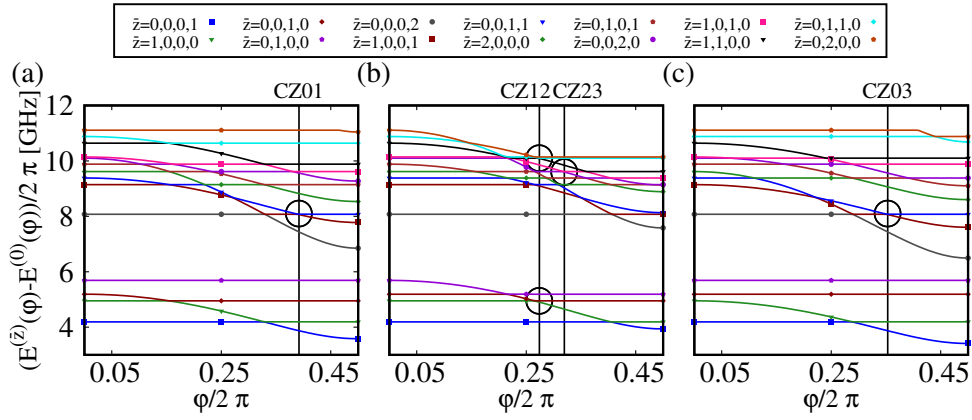 z̃=0,0,0,1 z̃=0,0,1,0 z̃=0,0,0,2 z̃=0,0,1,1 z̃=0,1,0,1 z̃=1,0,1,0 z̃=0,1,1,0
z̃=1,0,0,0 z̃=0,1,0,0 z̃=1,0,0,1 z̃=2,0,0,0 z̃=0,0,2,0 z̃=1,1,0,0 z̃=0,2,0,0
(a) (b) (c)
CZ01 CZ12 CZ23 CZ03
(E^(z̃)(φ)-E^(0)(φ))/2 π [GHz]
12
10
8
6
4
0.05 0.25 0.45 0.05 0.25 0.45 0.05 0.25 0.45
φ/2 π φ/2 π φ/2 π